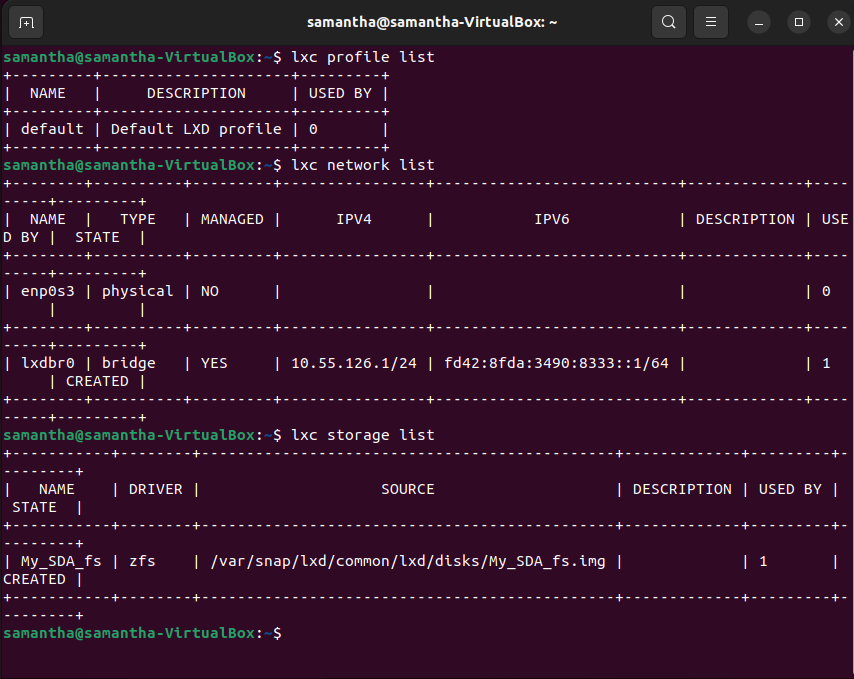 samantha@samantha-VirtualBox: ~
samantha@samantha-VirtualBox:~$ lxc profile list
+---------+---------------------+---------+
|  NAME   |     DESCRIPTION     | USED BY |
+---------+---------------------+---------+
| default | Default LXD profile | 0       |
+---------+---------------------+---------+
samantha@samantha-VirtualBox:~$ lxc network list
+--------+----------+---------+----------------+---------------------------+-------------+----
-----+---------+
|  NAME  |   TYPE   | MANAGED |      IPV4      |           IPV6            | DESCRIPTION | USE
D BY |  STATE  |
+--------+----------+---------+----------------+---------------------------+-------------+----
-----+---------+
| enp0s3 | physical | NO      |                |                           |             | 0
     |         |
+--------+----------+---------+----------------+---------------------------+-------------+----
-----+---------+
| lxdbr0 | bridge   | YES     | 10.55.126.1/24 | fd42:8fda:3490:8333::1/64 |             | 1
     | CREATED |
+--------+----------+---------+----------------+---------------------------+-------------+----
-----+---------+
samantha@samantha-VirtualBox:~$ lxc storage list
+-----------+--------+----------------------------------------------+-------------+---------+-
--------+
|   NAME    | DRIVER |                    SOURCE                    | DESCRIPTION | USED BY |
 STATE  |
+-----------+--------+----------------------------------------------+-------------+---------+-
--------+
| My_SDA_fs | zfs    | /var/snap/lxd/common/lxd/disks/My_SDA_fs.img |             | 1       |
CREATED |
+-----------+--------+----------------------------------------------+-------------+---------+-
--------+
samantha@samantha-VirtualBox:~$